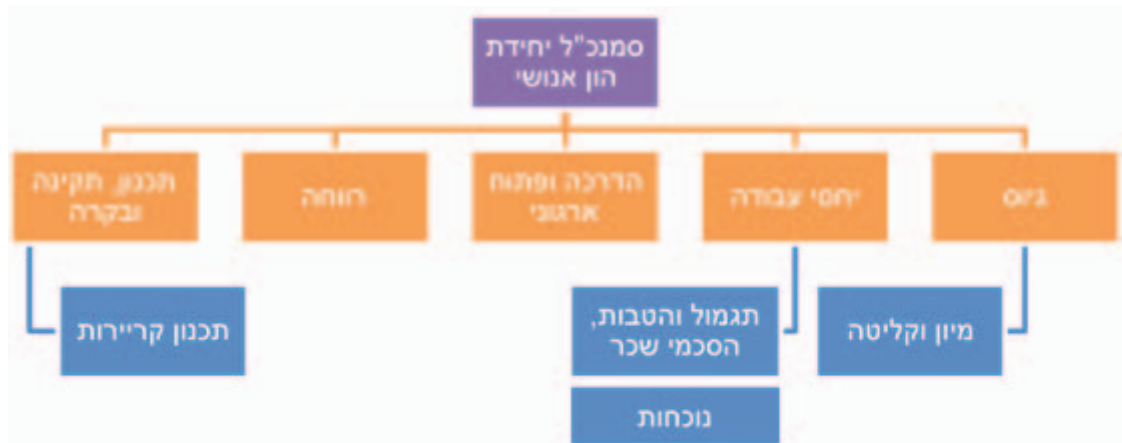 סמנכ"ל יחידת
הון אנושי
גיוס
יחסי עבודה
הדרכה ופתוח
ארגוני
רווחה
תכנון, תקינה
ובקרה
מיון וקליטה
תגמול והטבות,
הסכמי שכר
נוכחות
תכנון קריירות